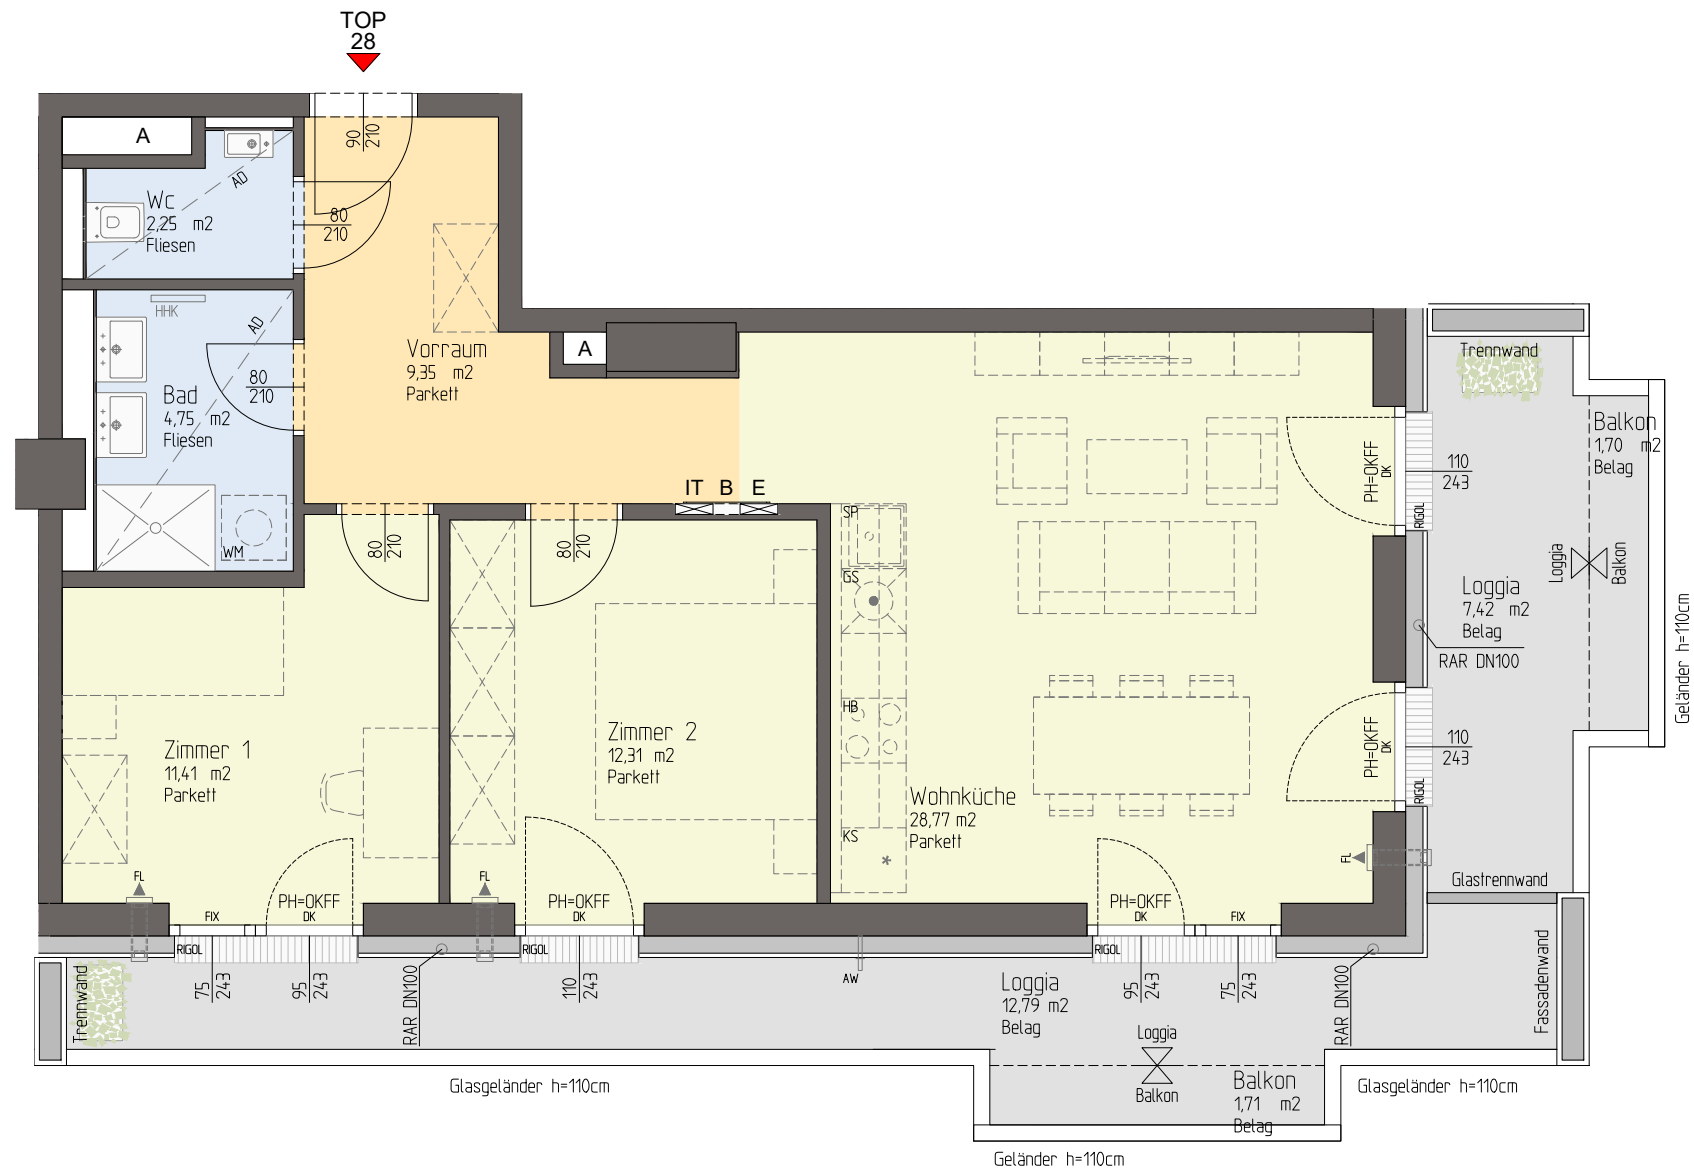 TOP
28
90
210
A
AD
Wc
2,25 m2
Fliesen
80
210
HHK
AD
Bad
4,75 m2
Fliesen
80
210
WM
Vorraum
9,35 m2
Parkett
A
IT B E
80
210
80
210
SP
GS
HB
KS
*
Zimmer 1
11,41 m2
Parkett
Zimmer 2
12,31 m2
Parkett
Wohnküche
28,77 m2
Parkett
PH=OKFF
DK
110
243
RIGOL
PH=OKFF
DK
110
243
RIGOL
Trennwand
Balkon
1,70 m2
Belag
Loggia
Balkon
Loggia
7,42 m2
Belag
RAR DN100
Geländer h=110cm
FL
Glastrennwand
FL
FIX
PH=OKFF
DK
FL
PH=OKFF
DK
PH=OKFF
DK
FIX
RIGOL
75
243
95
243
RAR DN100
RIGOL
110
243
AW
RIGOL
95
243
75
243
RAR DN100
Trennwand
Fassadenwand
Loggia
12,79 m2
Belag
Loggia
Balkon
Balkon
1,71 m2
Belag
Glasgeländer h=110cm
Glasgeländer h=110cm
Geländer h=110cm